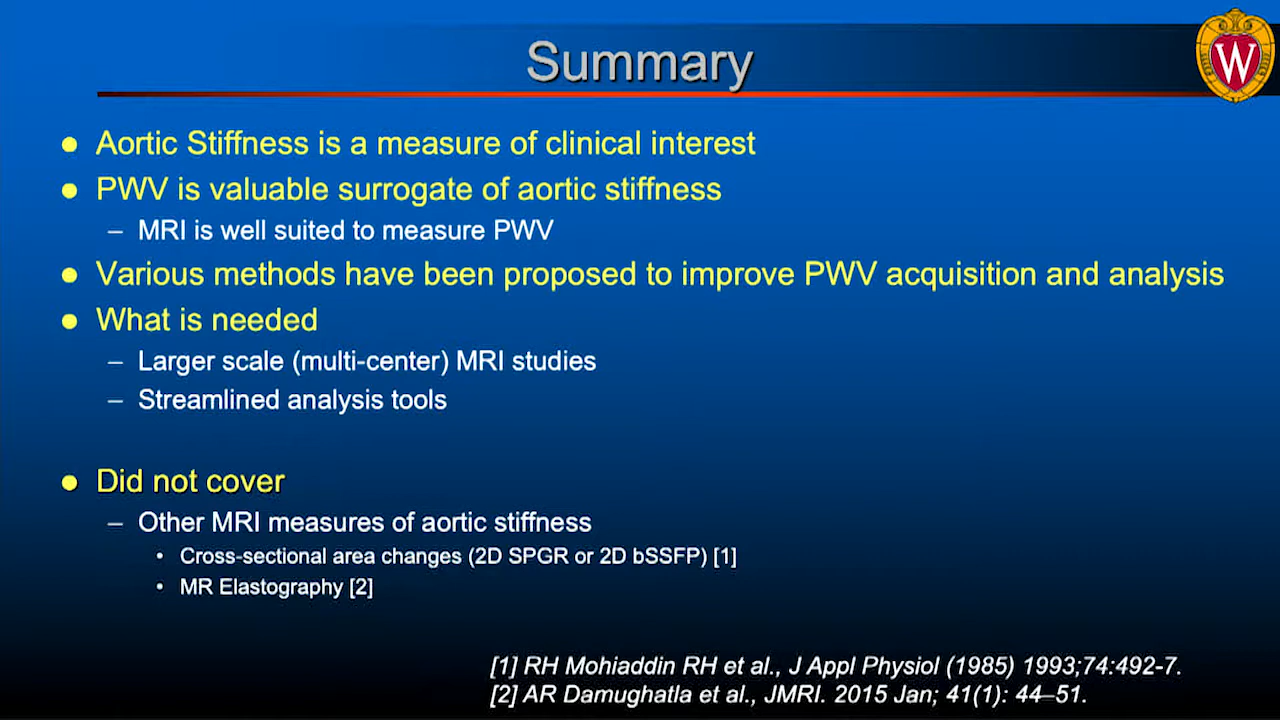 Summary
W
● Aortic Stiffness is a measure of clinical interest
● PWV is valuable surrogate of aortic stiffness
– MRI is well suited to measure PWV
● Various methods have been proposed to improve PWV acquisition and analysis
● What is needed
– Larger scale (multi-center) MRI studies
– Streamlined analysis tools
● Did not cover
– Other MRI measures of aortic stiffness
• Cross-sectional area changes (2D SPGR or 2D bSSFP) [1]
• MR Elastography [2]
[1] RH Mohiaddin RH et al., J Appl Physiol (1985) 1993;74:492-7.
[2] AR Damughatla et al., JMRI. 2015 Jan; 41(1): 44–51.